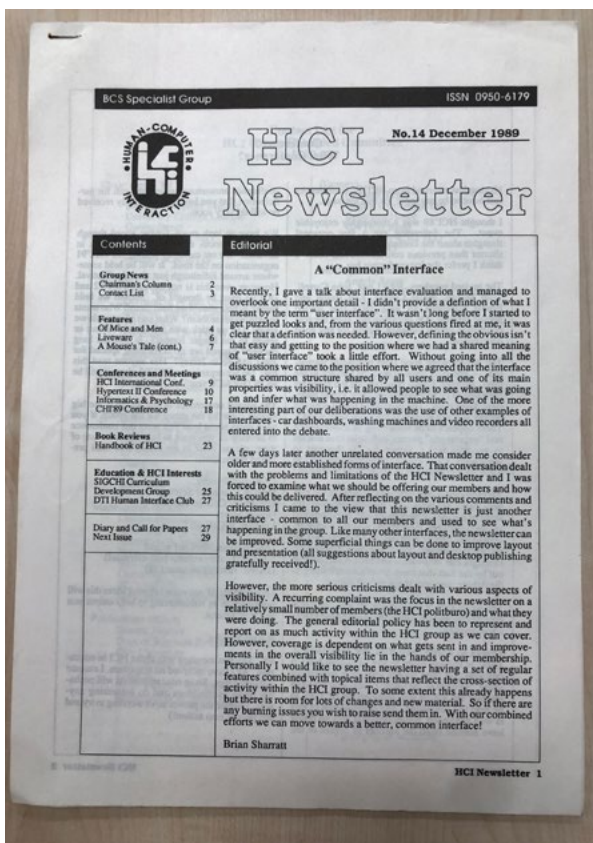 BCS Specialist Group
ISSN 0950-6179
HUMAN-COMPUTER
INTERACTION
HCI
Newsletter
No.14 December 1989
Contents
Group News
Chairman's Column 2
Contact List 3
Features
Of Mice and Men 4
Liveware 6
A Mouse's Tale (cont.) 7
Conferences and Meetings
HCI International Conf. 9
Hypertext II Conference 10
Informatics & Psychology 17
CHI'89 Conference 18
Book Reviews
Handbook of HCI 23
Education & HCI Interests
SIGCHI Curriculum
Development Group 25
DTI Human Interface Club 27
Diary and Call for Papers 27
Next Issue 29
Editorial
A "Common" Interface
Recently, I gave a talk about interface evaluation and managed to
overlook one important detail - I didn't provide a defintion of what I
meant by the term "user interface". It wasn't long before I started to
get puzzled looks and, from the various questions fired at me, it was
clear that a defintion was needed. However, defining the obvious isn't
that easy and getting to the position where we had a shared meaning
of "user interface" took a little effort. Without going into all the
discussions we came to the position where we agreed that the interface
was a common structure shared by all users and one of its main
properties was visibility, i.e. it allowed people to see what was going
on and infer what was happening in the machine. One of the more
interesting part of our deliberations was the use of other examples of
interfaces - car dashboards, washing machines and video recorders all
entered into the debate.
A few days later another unrelated conversation made me consider
older and more established forms of interface. That conversation dealt
with the problems and limitations of the HCI Newsletter and I was
forced to examine what we should be offering our members and how
this could be delivered. After reflecting on the various comments and
criticisms I came to the view that this newsletter is just another
interface - common to all our members and used to see what's
happening in the group. Like many other interfaces, the newsletter can
be improved. Some superficial things can be done to improve layout
and presentation (all suggestions about layout and desktop publishing
gratefully received!).
However, the more serious criticisms dealt with various aspects of
visibility. A recurring complaint was the focus in the newsletter on a
relatively small number of members (the HCI politburo) and what they
were doing. The general editorial policy has been to represent and
report on as much activity within the HCI group as we can cover.
However, coverage is dependent on what gets sent in and improve-
ments in the overall visibility lie in the hands of our membership.
Personally I would like to see the newsletter having a set of regular
features combined with topical items that reflect the cross-section of
activity within the HCI group. To some extent this already happens
but there is room for lots of changes and new material. So if there are
any burning issues you wish to raise send them in. With our combined
efforts we can move towards a better, common interface!
Brian Sharratt
HCI Newsletter 1